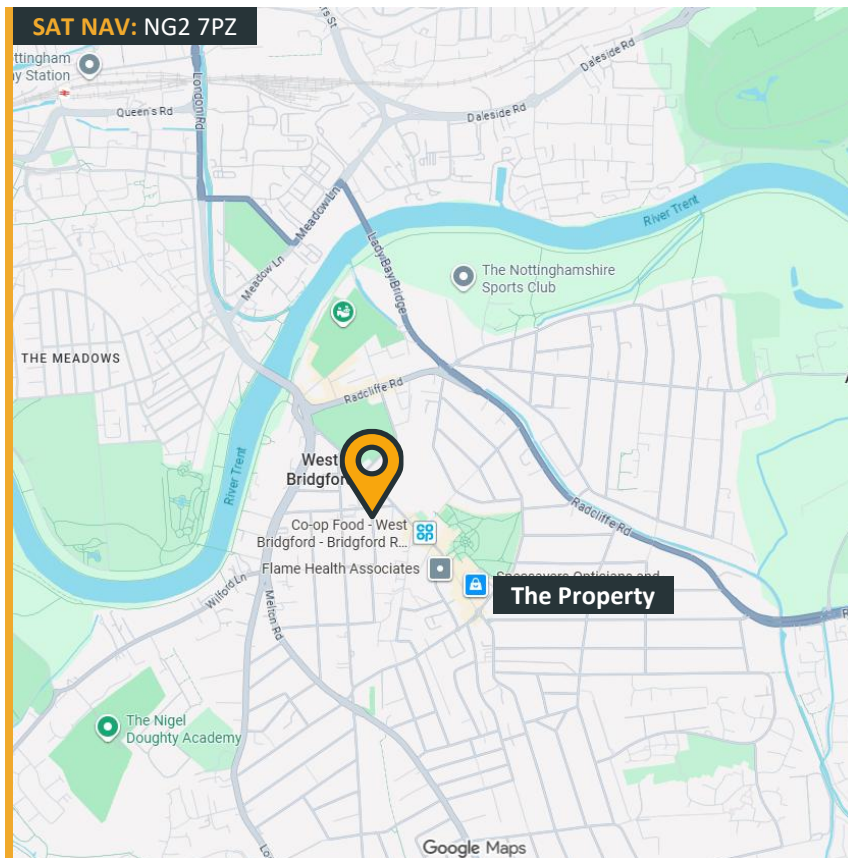 SAT NAV: NG2 7PZ
ttingham
y Station
Queen's Rd
London Rd
Daleside Rd
Daleside Rd
Meadow Ln
Meadow Ln
Lady Bay Bridge
River Trent
The Nottinghamshire
Sports Club
THE MEADOWS
Radcliffe Rd
River Trent
West
Bridgfor
Co-op Food - West
Bridgford - Bridgford R...
COOP
Flame Health Associates
Radcliffe Rd
The Property
Wilford Ln
Melton Rd
The Nigel
Doughty Academy
Lo
Google Maps